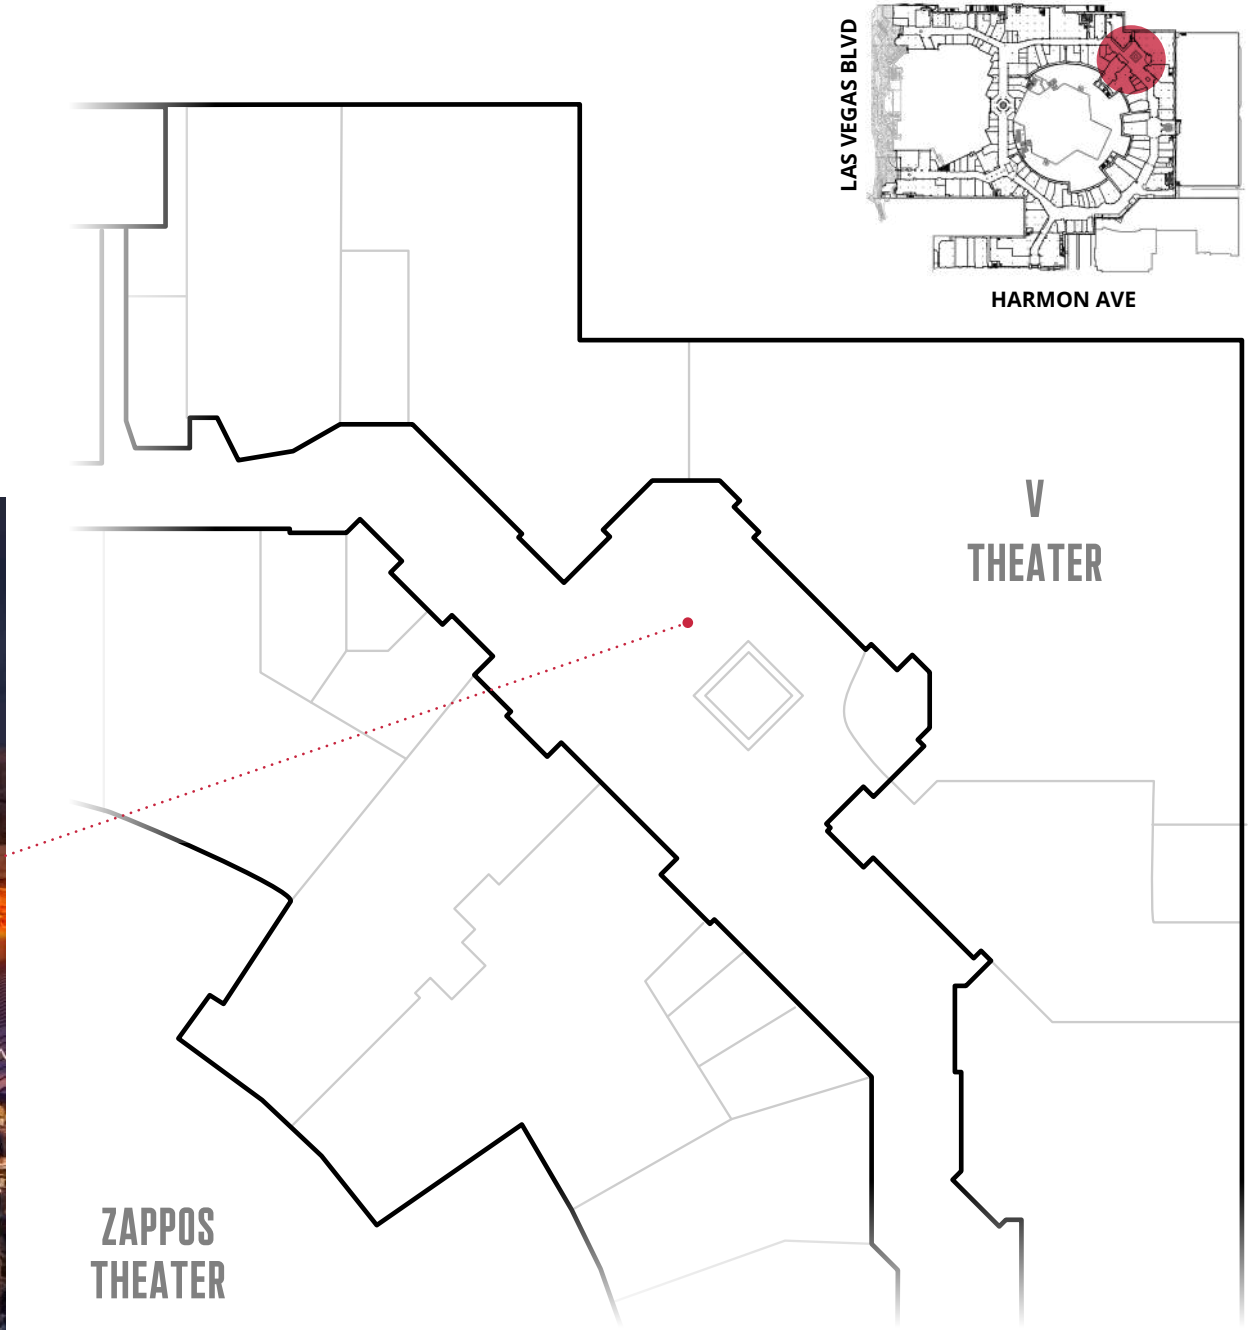 LAS VEGAS BLVD
HARMON AVE
V
THEATER
ZAPPOS
THEATER